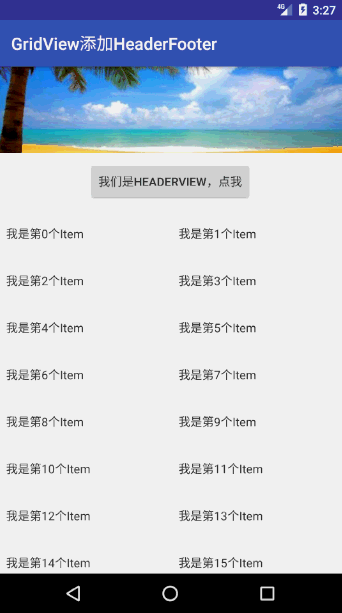 4G 3:27
GridView添加HeaderFooter
我们是HEADERVIEW，点我
我是第0个Item 我是第1个Item
我是第2个Item 我是第3个Item
我是第4个Item 我是第5个Item
我是第6个Item 我是第7个Item
我是第8个Item 我是第9个Item
我是第10个Item 我是第11个Item
我是第12个Item 我是第13个Item
我是第14个Item 我是第15个Item